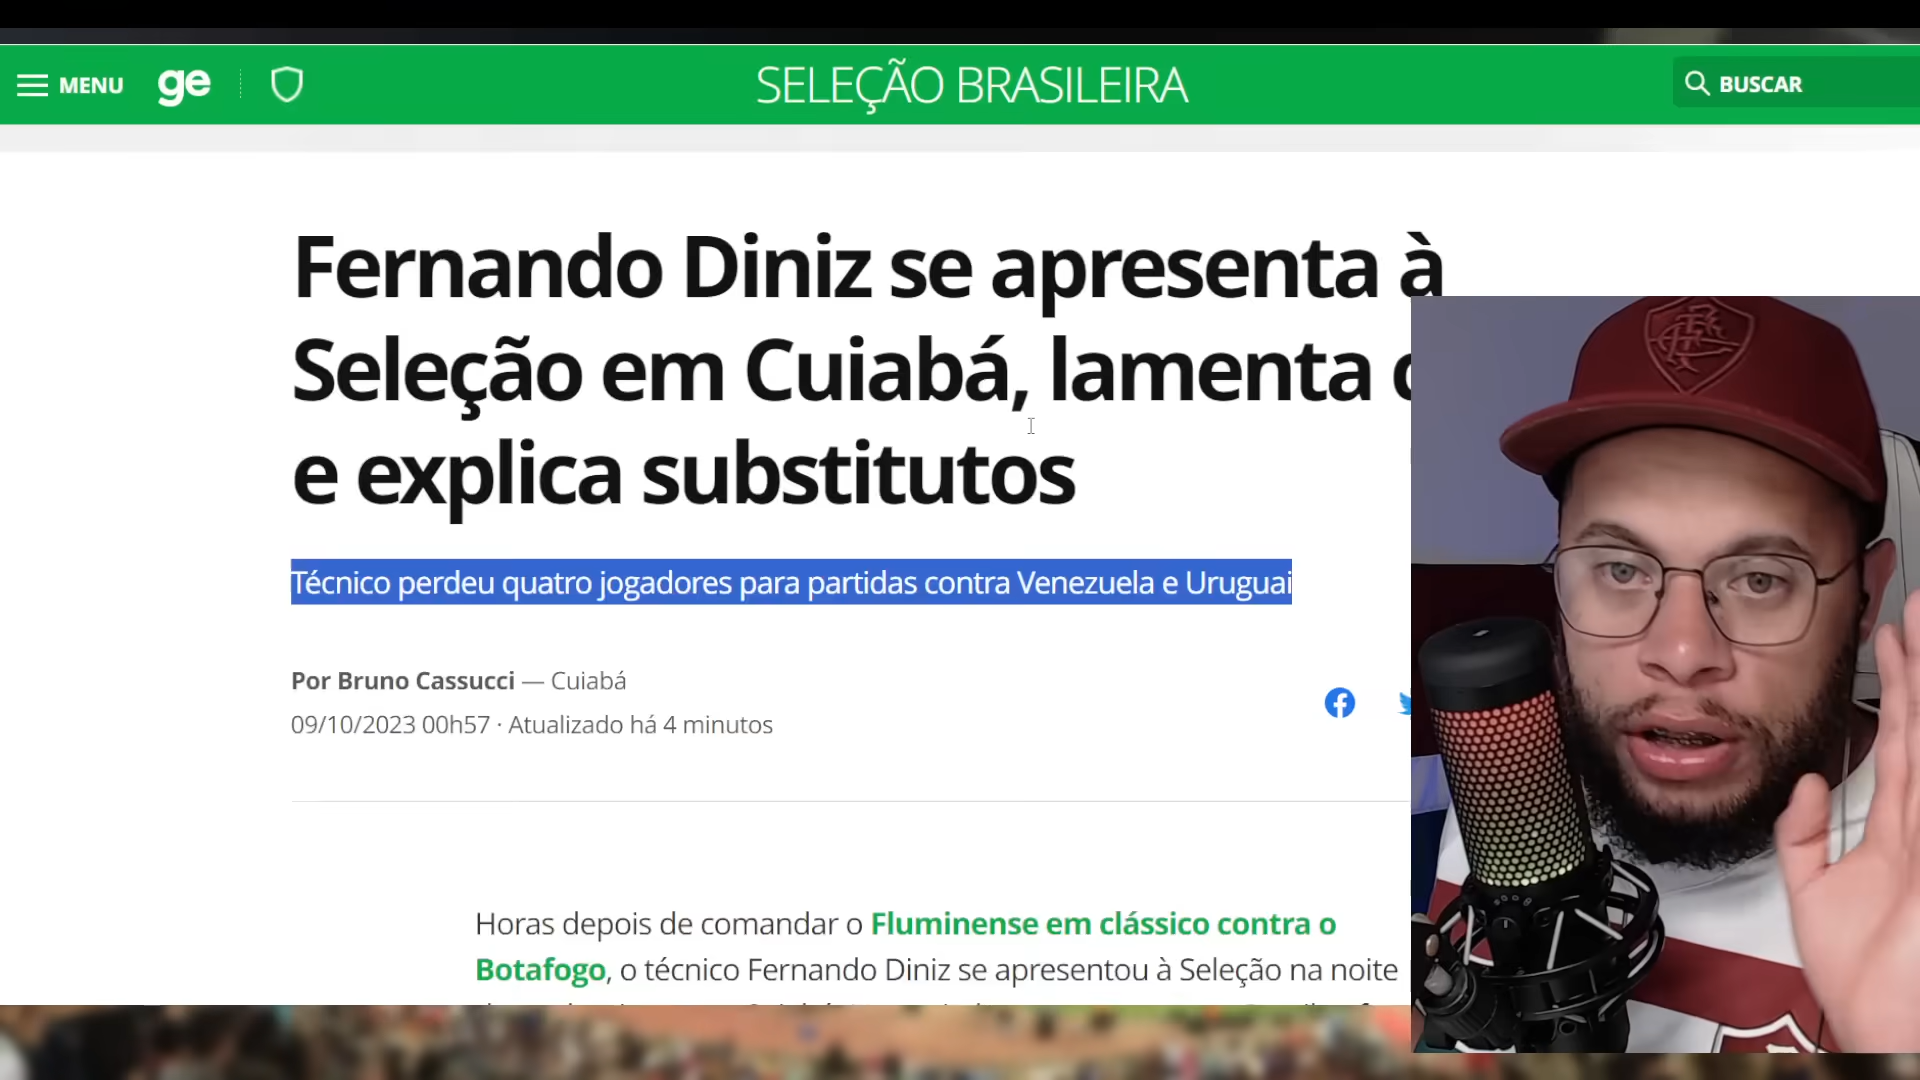 MENU
ge
SELEÇÃO BRASILEIRA
BUSCAR
Fernando Diniz se apresenta à
Seleção em Cuiabá, lamenta
e explica substitutos
Técnico perdeu quatro jogadores para partidas contra Venezuela e Uruguai
Por Bruno Cassucci — Cuiabá
09/10/2023 00h57 · Atualizado há 4 minutos
Horas depois de comandar o Fluminense em clássico contra o
Botafogo, o técnico Fernando Diniz se apresentou à Seleção na noite